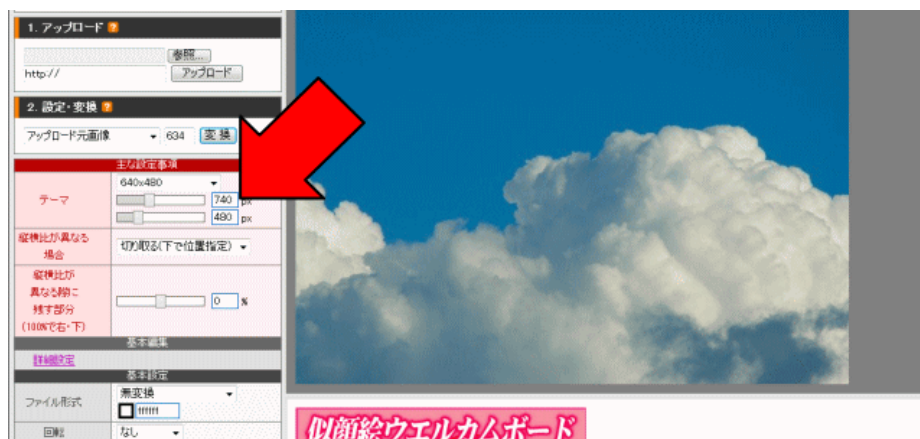 1. アップロード ?
参照...
http://
アップロード
2. 設定・変換 ?
アップロード元画像 634 変換
主な設定事項
テーマ
640x480
740 px
480 px
縦横比が異なる
場合
切り取る(下で位置指定)
縦横比が
異なる時に
残す部分
(100%で右・下)
0 %
基本編集
詳細設定
基本設定
ファイル形式
無変換
ffffff
回転
なし
似顔絵ウエルカムボード